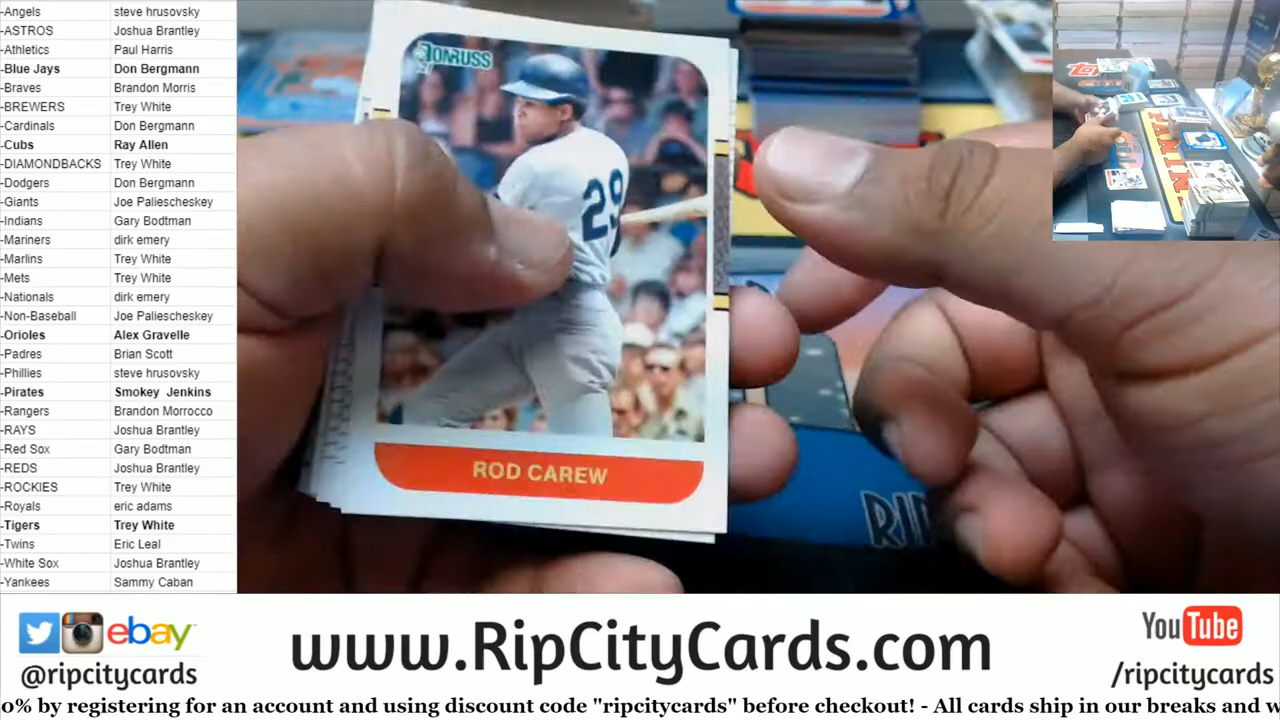 -Angels steve hrusovsky
-ASTROS Joshua Brantley
-Athletics Paul Harris
-Blue Jays Don Bergmann
-Braves Brandon Morris
-BREWERS Trey White
-Cardinals Don Bergmann
-Cubs Ray Allen
-DIAMONDBACKS Trey White
-Dodgers Don Bergmann
-Giants Joe Paliescheskey
-Indians Gary Bodtman
-Mariners dirk emery
-Marlins Trey White
-Mets Trey White
-Nationals dirk emery
-Non-Baseball Joe Paliescheskey
-Orioles Alex Gravelle
-Padres Brian Scott
-Phillies steve hrusovsky
-Pirates Smokey Jenkins
-Rangers Brandon Morrocco
-RAYS Joshua Brantley
-Red Sox Gary Bodtman
-REDS Joshua Brantley
-ROCKIES Trey White
-Royals eric adams
-Tigers Trey White
-Twins Eric Leal
-White Sox Joshua Brantley
-Yankees Sammy Caban
DONRUSS
29
ROD CAREW
RIP
PANINI
ebay
@ripcitycards
www.RipCityCards.com
YouTube
/ripcitycards
0% by registering for an account and using discount code "ripcitycards" before checkout! - All cards ship in our breaks and w